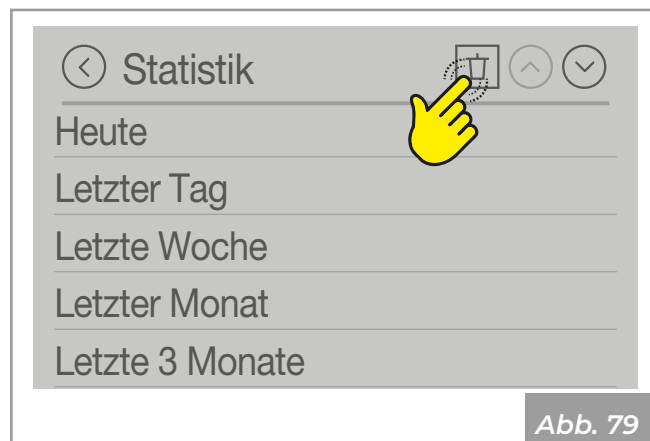 Statistik
Heute
Letzter Tag
Letzte Woche
Letzter Monat
Letzte 3 Monate
Abb. 79